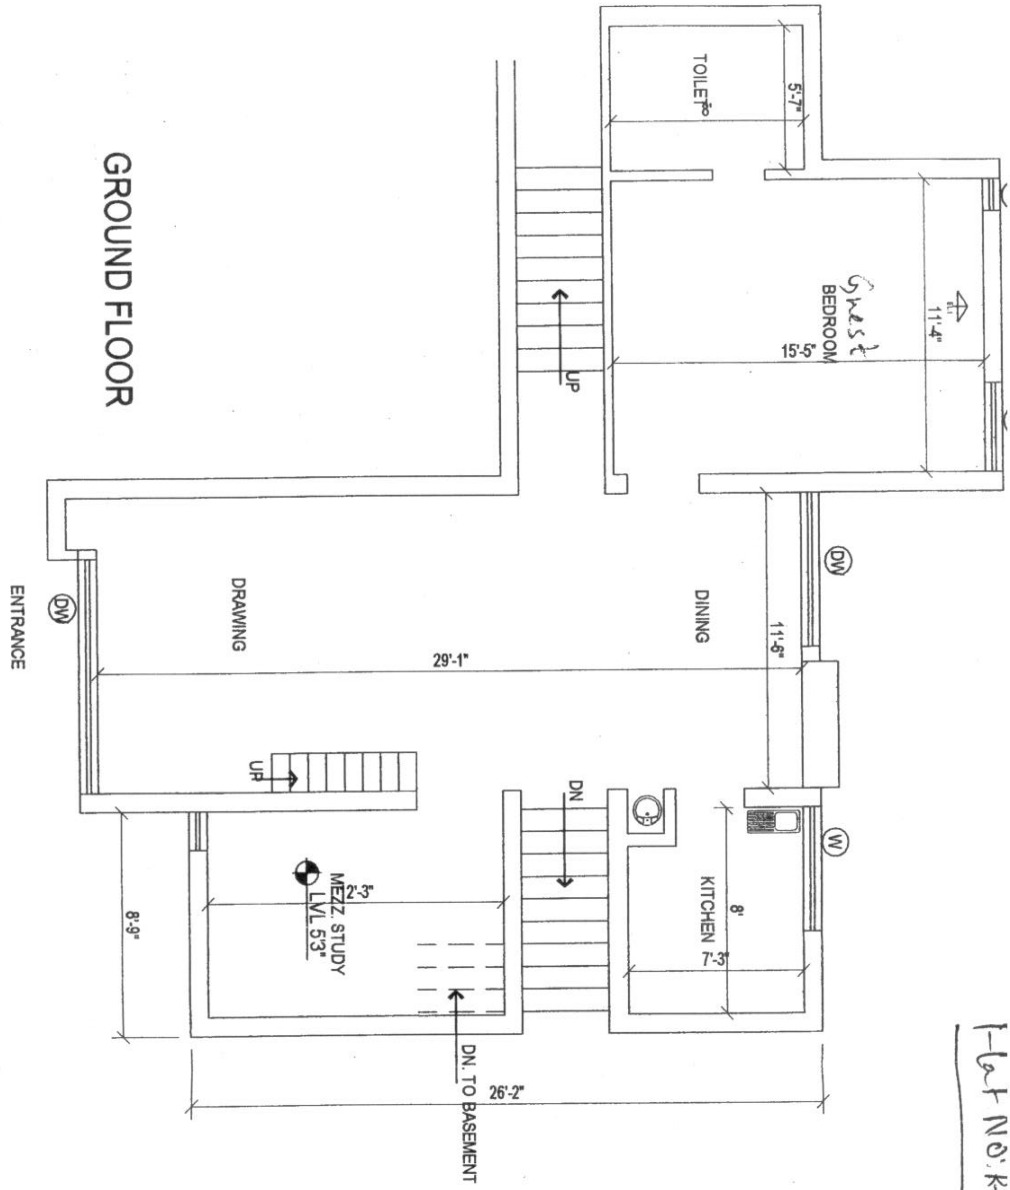 Flat NO: K-
TOILET
5'-7"
Guest
BEDROOM
11'-4"
15'-5"
UP
DW
DINING
11'-6"
29'-1"
DRAWING
DW
ENTRANCE
UP
DN
W
KITCHEN
8'
7'-3"
MEZZ. STUDY
LVL 5'3"
2'-3"
8'-9"
DN. TO BASEMENT
26'-2"
GROUND FLOOR